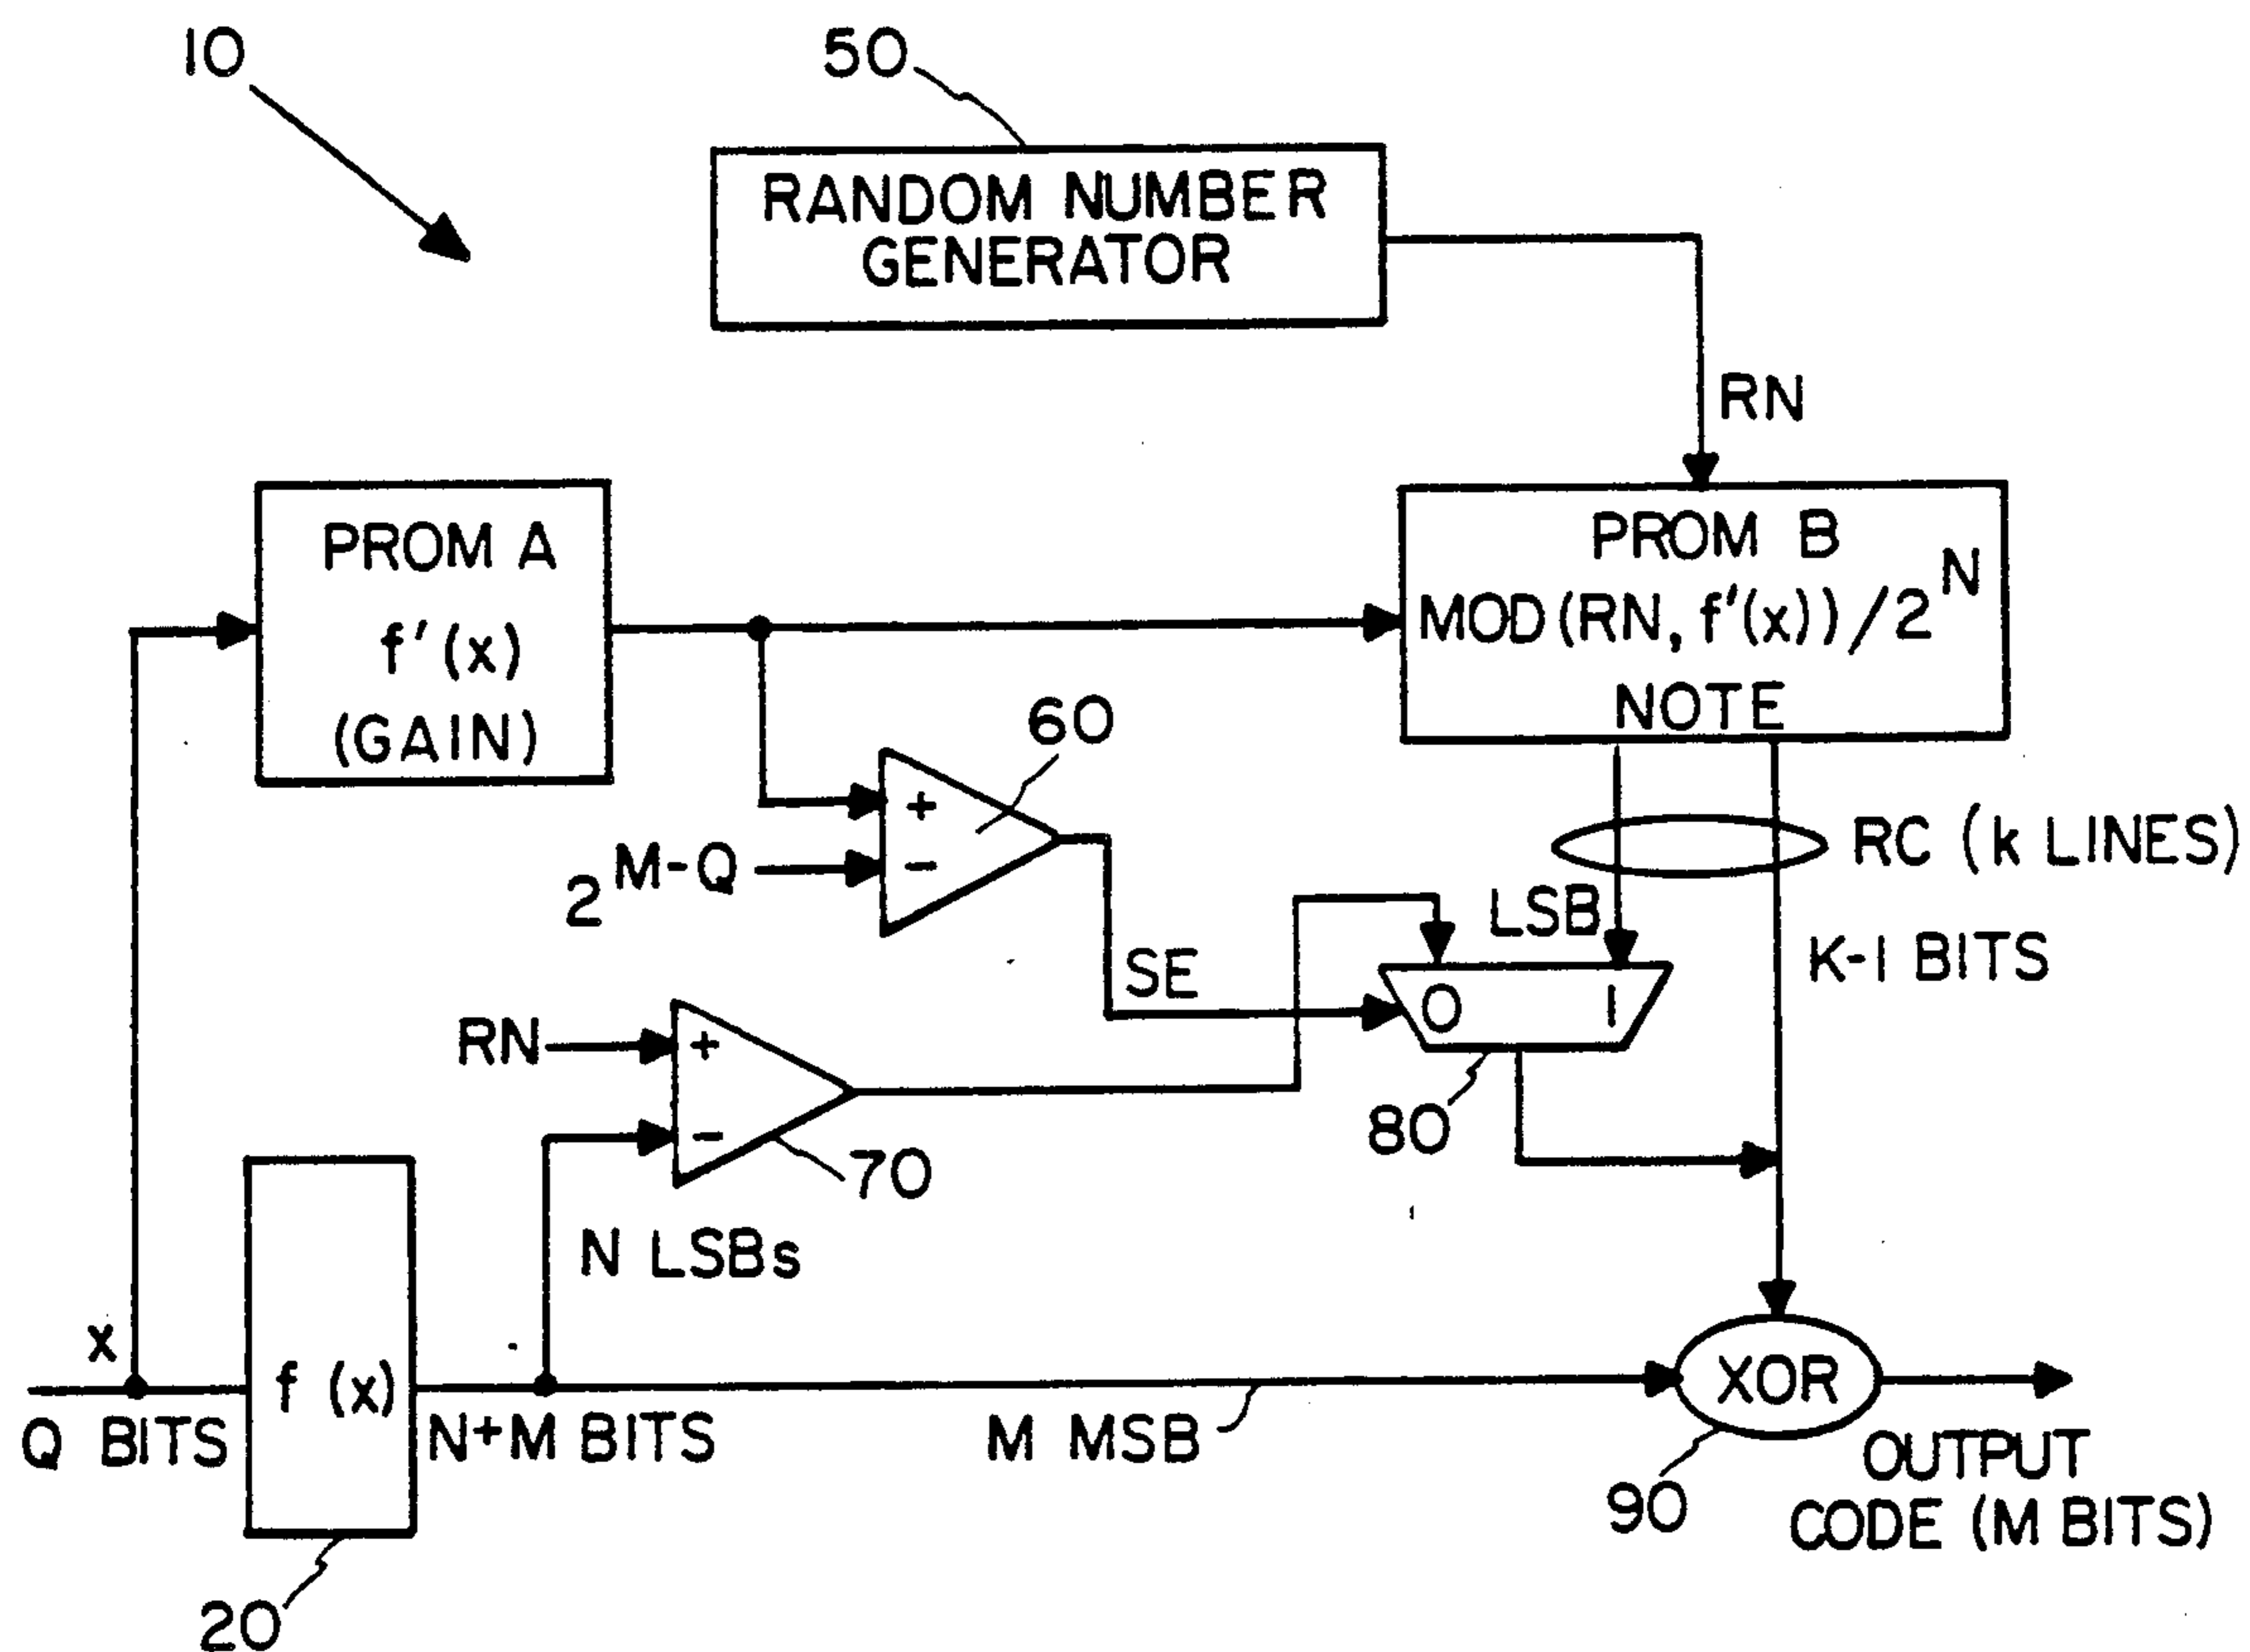 10
50
RANDOM NUMBER
GENERATOR
RN
PROM A
f'(x)
(GAIN)
PROM B
MOD(RN, f'(x))/2^N
NOTE
60
+
−
2^M-Q
RC (k LINES)
LSB
K-1 BITS
SE
0 1
RN
+
−
70
80
N LSBs
x
Q BITS
f (x)
N+M BITS
M MSB
XOR
90
OUTPUT
CODE (M BITS)
20